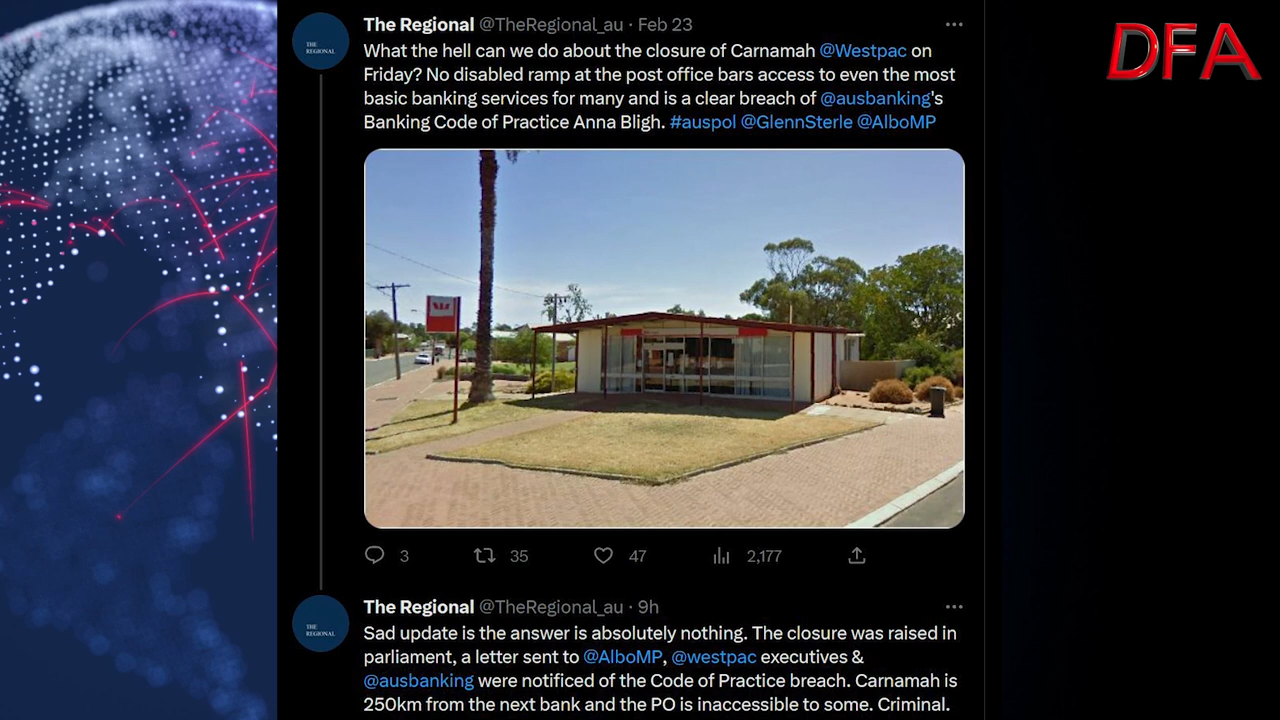 DFA
The Regional @TheRegional_au · Feb 23
What the hell can we do about the closure of Carnamah @Westpac on
Friday? No disabled ramp at the post office bars access to even the most
basic banking services for many and is a clear breach of @ausbanking's
Banking Code of Practice Anna Bligh. #auspol @GlennSterle @AlboMP
3 35 47 2,177
The Regional @TheRegional_au · 9h
Sad update is the answer is absolutely nothing. The closure was raised in
parliament, a letter sent to @AlboMP, @westpac executives &
@ausbanking were notificed of the Code of Practice breach. Carnamah is
250km from the next bank and the PO is inaccessible to some. Criminal.
THE
REGIONAL
THE
REGIONAL